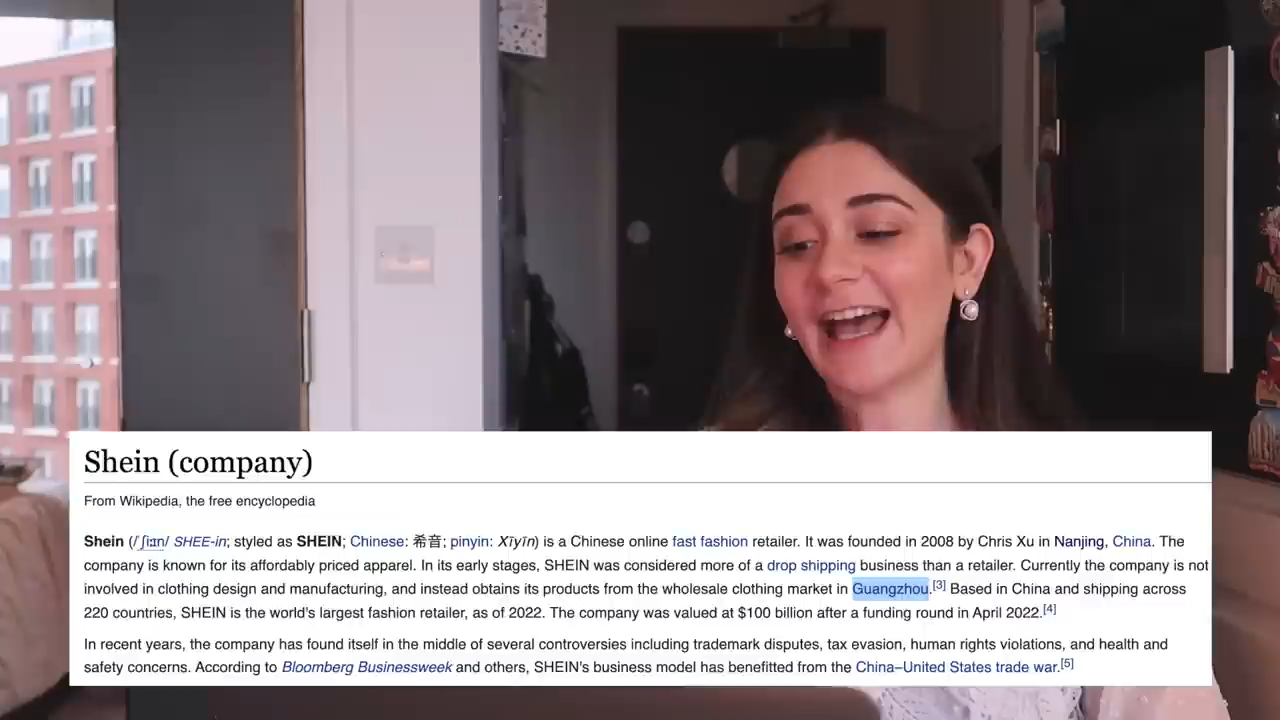 Shein (company)
From Wikipedia, the free encyclopedia
Shein (/ˈʃiːɪn/ SHEE-in; styled as SHEIN; Chinese: 希音; pinyin: Xīyīn) is a Chinese online fast fashion retailer. It was founded in 2008 by Chris Xu in Nanjing, China. The
company is known for its affordably priced apparel. In its early stages, SHEIN was considered more of a drop shipping business than a retailer. Currently the company is not
involved in clothing design and manufacturing, and instead obtains its products from the wholesale clothing market in Guangzhou.[3] Based in China and shipping across
220 countries, SHEIN is the world's largest fashion retailer, as of 2022. The company was valued at $100 billion after a funding round in April 2022.[4]
In recent years, the company has found itself in the middle of several controversies including trademark disputes, tax evasion, human rights violations, and health and
safety concerns. According to Bloomberg Businessweek and others, SHEIN's business model has benefitted from the China–United States trade war.[5]